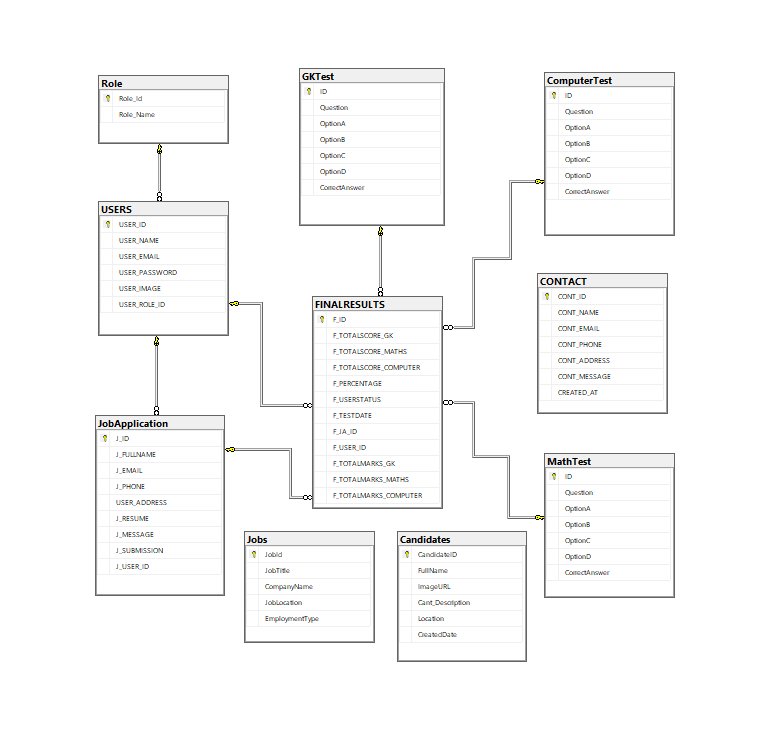 Role
Role_Id
Role_Name
GKTest
ID
Question
OptionA
OptionB
OptionC
OptionD
CorrectAnswer
ComputerTest
ID
Question
OptionA
OptionB
OptionC
OptionD
CorrectAnswer
USERS
USER_ID
USER_NAME
USER_EMAIL
USER_PASSWORD
USER_IMAGE
USER_ROLE_ID
FINALRESULTS
F_ID
F_TOTALSCORE_GK
F_TOTALSCORE_MATHS
F_TOTALSCORE_COMPUTER
F_PERCENTAGE
F_USERSTATUS
F_TESTDATE
F_JA_ID
F_USER_ID
F_TOTALMARKS_GK
F_TOTALMARKS_MATHS
F_TOTALMARKS_COMPUTER
CONTACT
CONT_ID
CONT_NAME
CONT_EMAIL
CONT_PHONE
CONT_ADDRESS
CONT_MESSAGE
CREATED_AT
JobApplication
J_ID
J_FULLNAME
J_EMAIL
J_PHONE
USER_ADDRESS
J_RESUME
J_MESSAGE
J_SUBMISSION
J_USER_ID
MathTest
ID
Question
OptionA
OptionB
OptionC
OptionD
CorrectAnswer
Jobs
JobId
JobTitle
CompanyName
JobLocation
EmploymentType
Candidates
CandidateID
FullName
ImageURL
Cant_Description
Location
CreatedDate